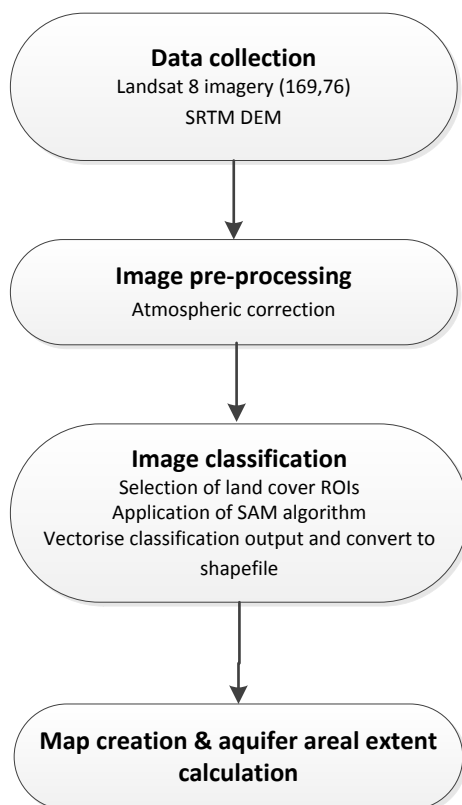 Data collection
Landsat 8 imagery (169,76)
SRTM DEM
Image pre-processing
Atmospheric correction
Image classification
Selection of land cover ROIs
Application of SAM algorithm
Vectorise classification output and convert to
shapefile
Map creation & aquifer areal extent
calculation